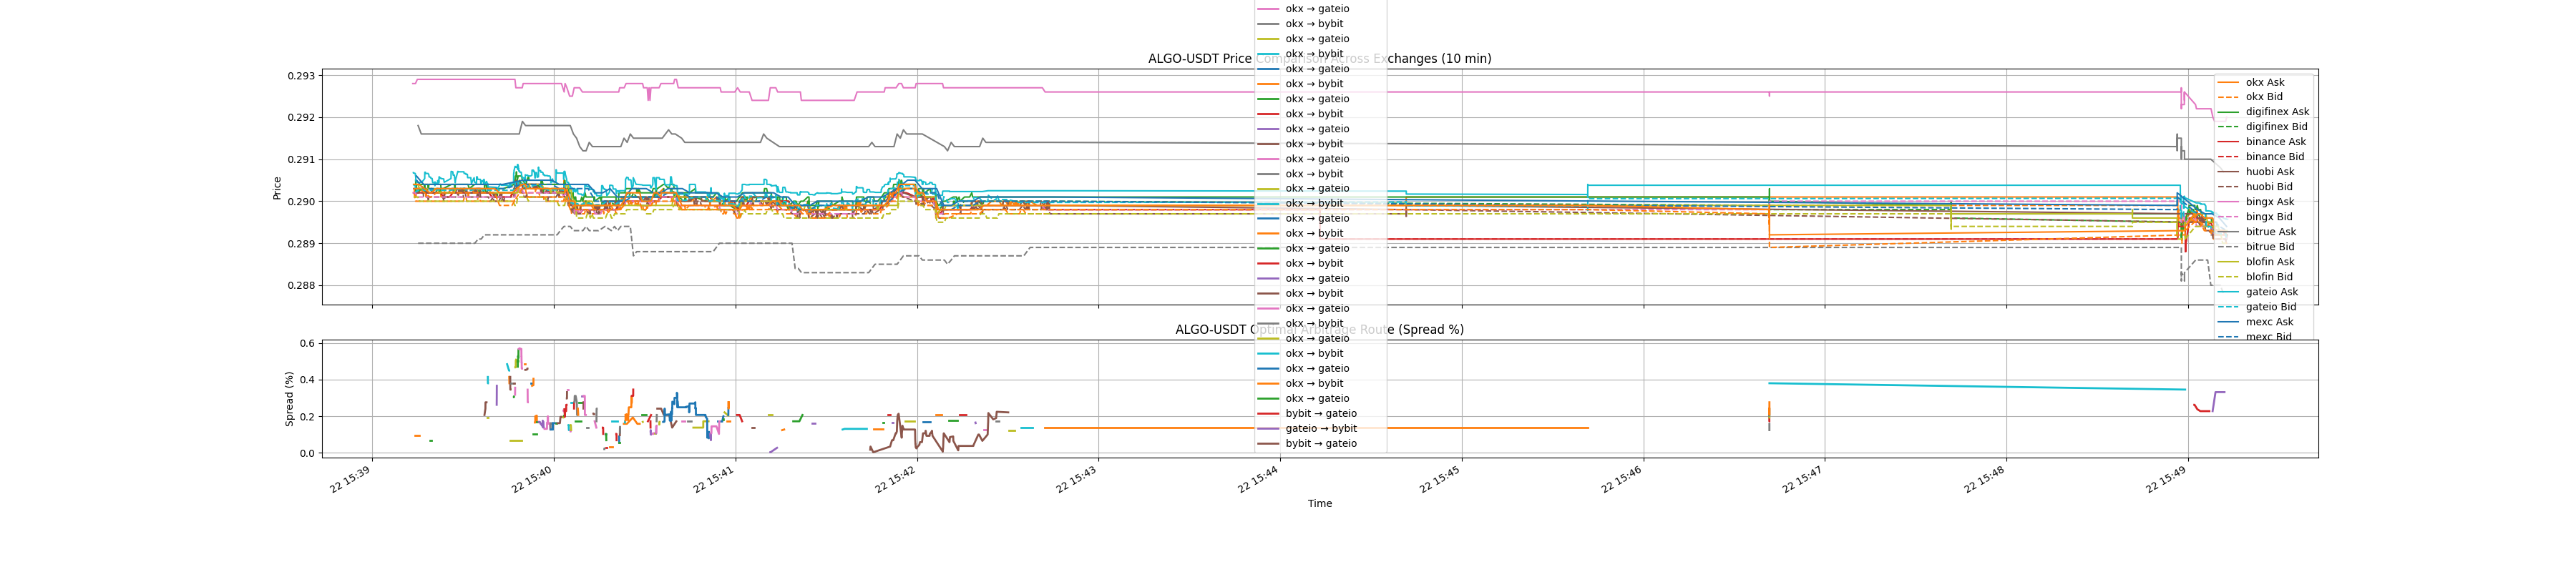 okx → gateio
okx → bybit
okx → gateio
okx → bybit
ALGO-USDT Price Comparison Across Exchanges (10 min)
okx → gateio
okx → bybit
okx → gateio
okx → bybit
okx → gateio
okx → bybit
okx → gateio
okx → bybit
okx → gateio
okx → bybit
okx → gateio
okx → bybit
okx → gateio
okx → bybit
okx → gateio
okx → bybit
okx → gateio
okx → bybit
okx → gateio
okx → bybit
okx → gateio
okx → bybit
okx → gateio
bybit → gateio
gateio → bybit
bybit → gateio
0.293
0.292
0.291
0.290
0.289
0.288
Price
okx Ask
okx Bid
digifinex Ask
digifinex Bid
binance Ask
binance Bid
huobi Ask
huobi Bid
bingx Ask
bingx Bid
bitrue Ask
bitrue Bid
blofin Ask
blofin Bid
gateio Ask
gateio Bid
mexc Ask
mexc Bid
ALGO-USDT Optimal Arbitrage Route (Spread %)
0.6
0.4
0.2
0.0
Spread (%)
22 15:39
22 15:40
22 15:41
22 15:42
22 15:43
22 15:44
22 15:45
22 15:46
22 15:47
22 15:48
22 15:49
Time